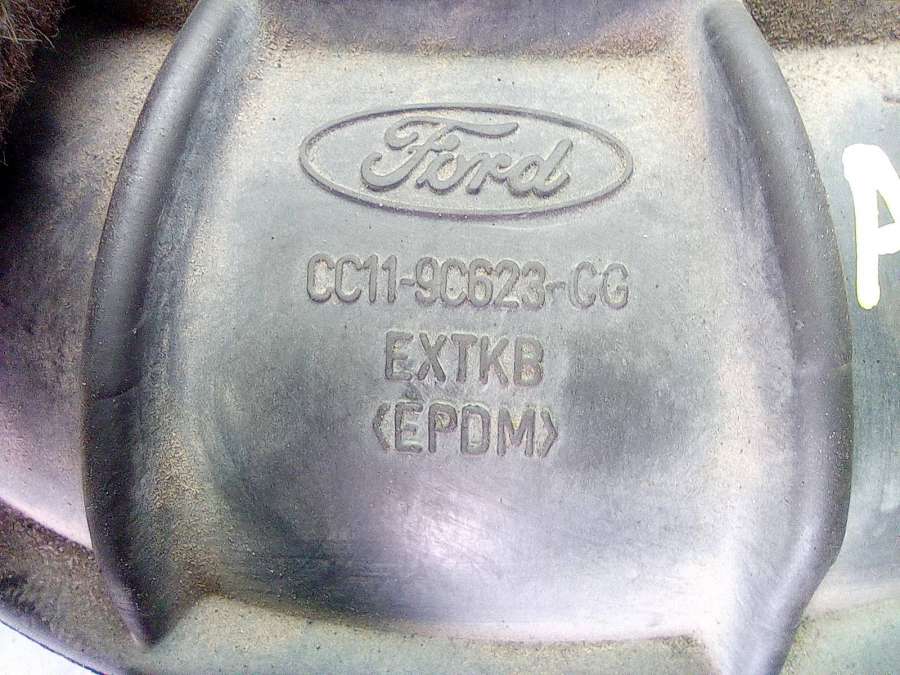 Ford
CC11-9C623-CG
EXTKB
<EPDM>